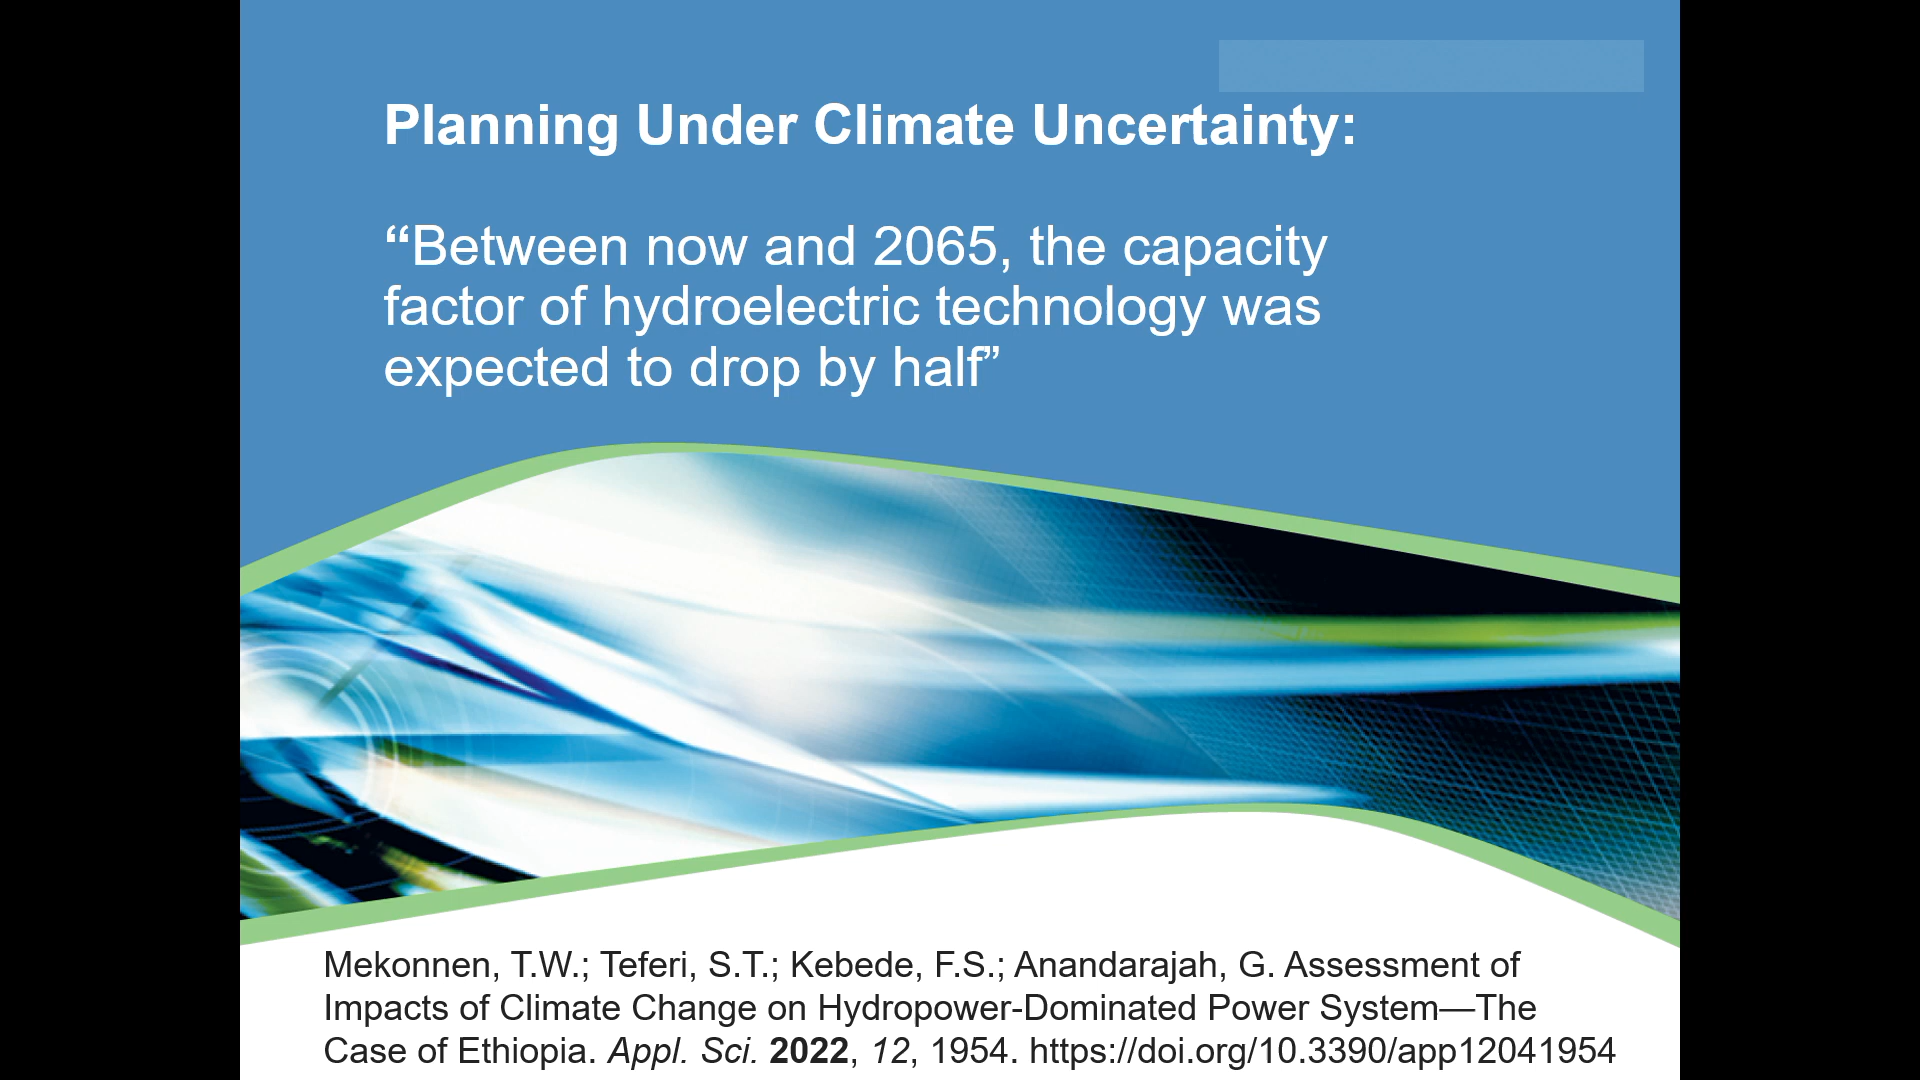 Planning Under Climate Uncertainty:
“Between now and 2065, the capacity
factor of hydroelectric technology was
expected to drop by half”
Mekonnen, T.W.; Teferi, S.T.; Kebede, F.S.; Anandarajah, G. Assessment of
Impacts of Climate Change on Hydropower-Dominated Power System—The
Case of Ethiopia. Appl. Sci. 2022, 12, 1954. https://doi.org/10.3390/app12041954